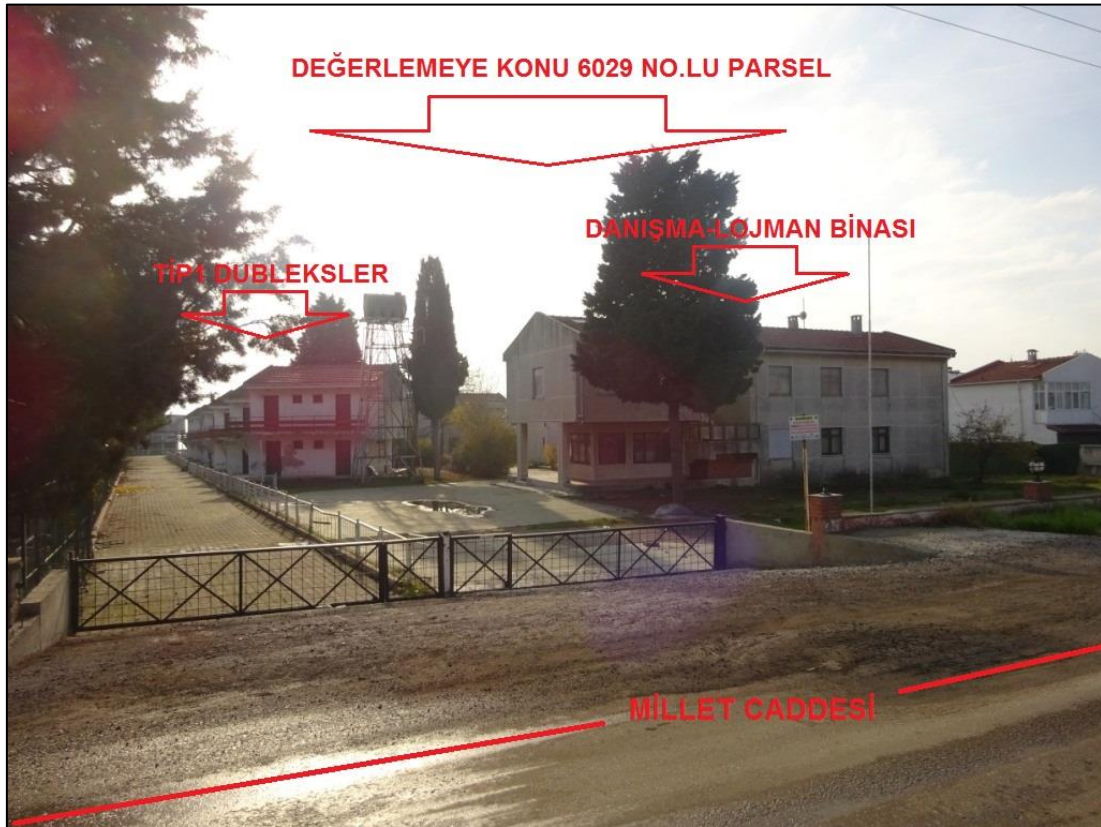 DEĞERLEMEYE KONU 6029 NO.LU PARSEL
DANIŞMA-LOJMAN BİNASI
TİP1 DUBLEKSLER
MİLLET CADDESİ